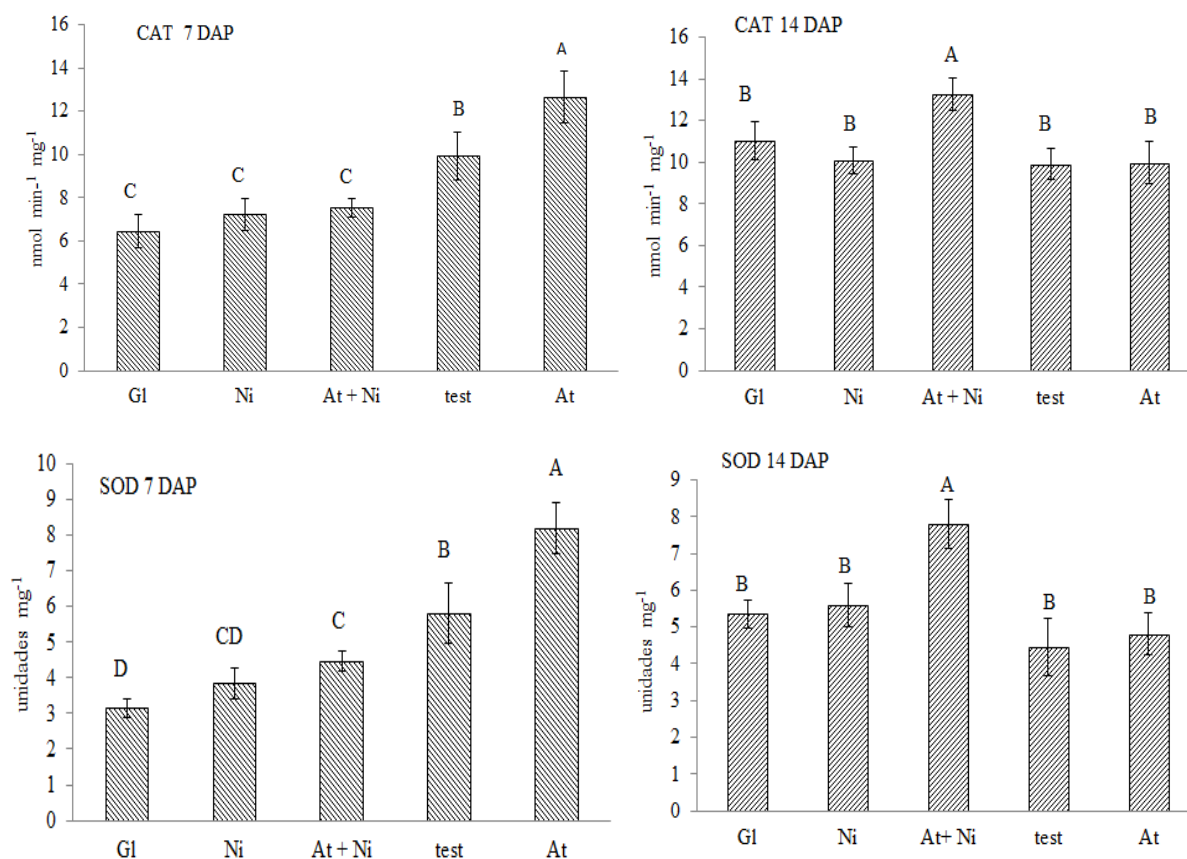 CAT 7 DAP
nmol min-¹ mg⁻¹
16
14
12
10
8
6
4
2
0
C
C
C
B
A
Gl
Ni
At + Ni
test
At
CAT 14 DAP
nmol min⁻¹ mg⁻¹
16
14
12
10
8
6
4
2
0
B
B
A
B
B
Gl
Ni
At + Ni
test
At
SOD 7 DAP
unidades mg⁻¹
10
9
8
7
6
5
4
3
2
1
0
D
CD
C
B
A
Gl
Ni
At + Ni
test
At
SOD 14 DAP
unidades mg⁻¹
9
8
7
6
5
4
3
2
1
0
B
B
A
B
B
Gl
Ni
At+ Ni
test
At